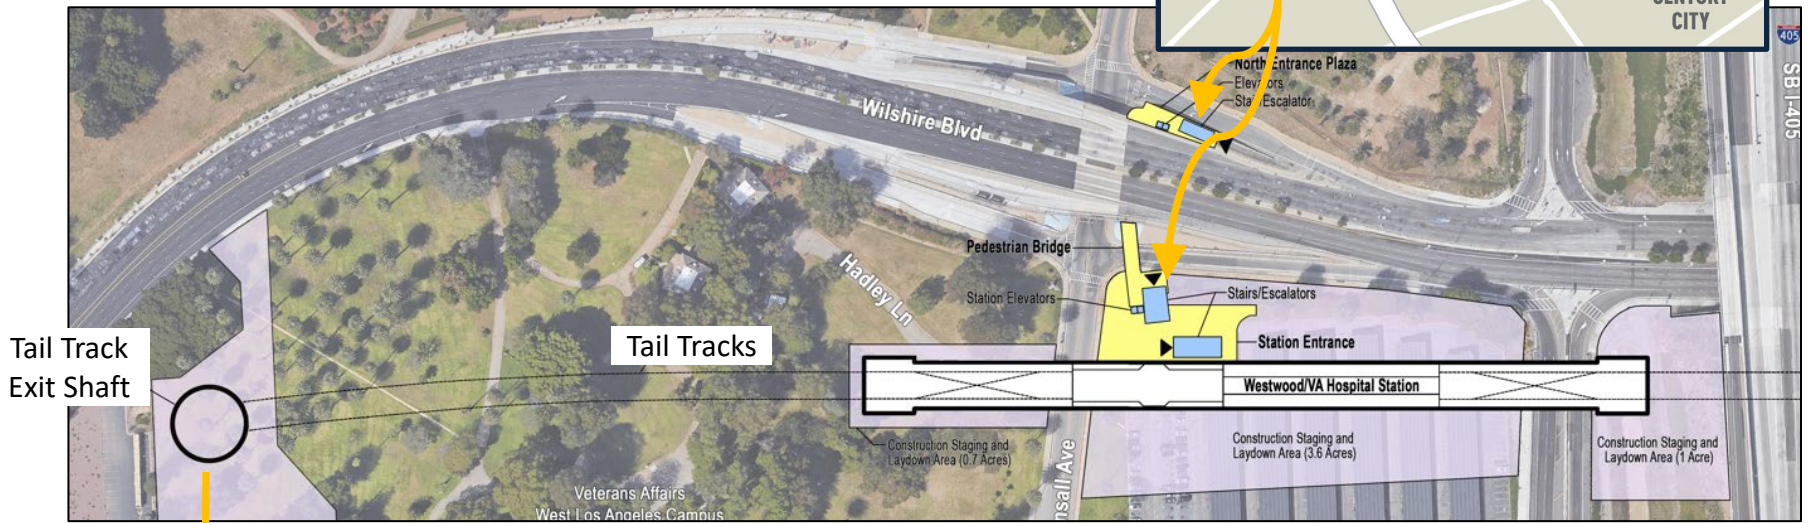 CITY
405
SB I-405
North Entrance Plaza
Elevators
Stair/Escalator
Wilshire Blvd
Pedestrian Bridge
Hadley Ln
Station Elevators
Stairs/Escalators
Tail Track
Exit Shaft
Tail Tracks
Station Entrance
Westwood/VA Hospital Station
Construction Staging and
Laydown Area (0.7 Acres)
Construction Staging and
Laydown Area (3.6 Acres)
Construction Staging and
Laydown Area (1 Acre)
nsall Ave
Veterans Affairs
West Los Angeles Campus